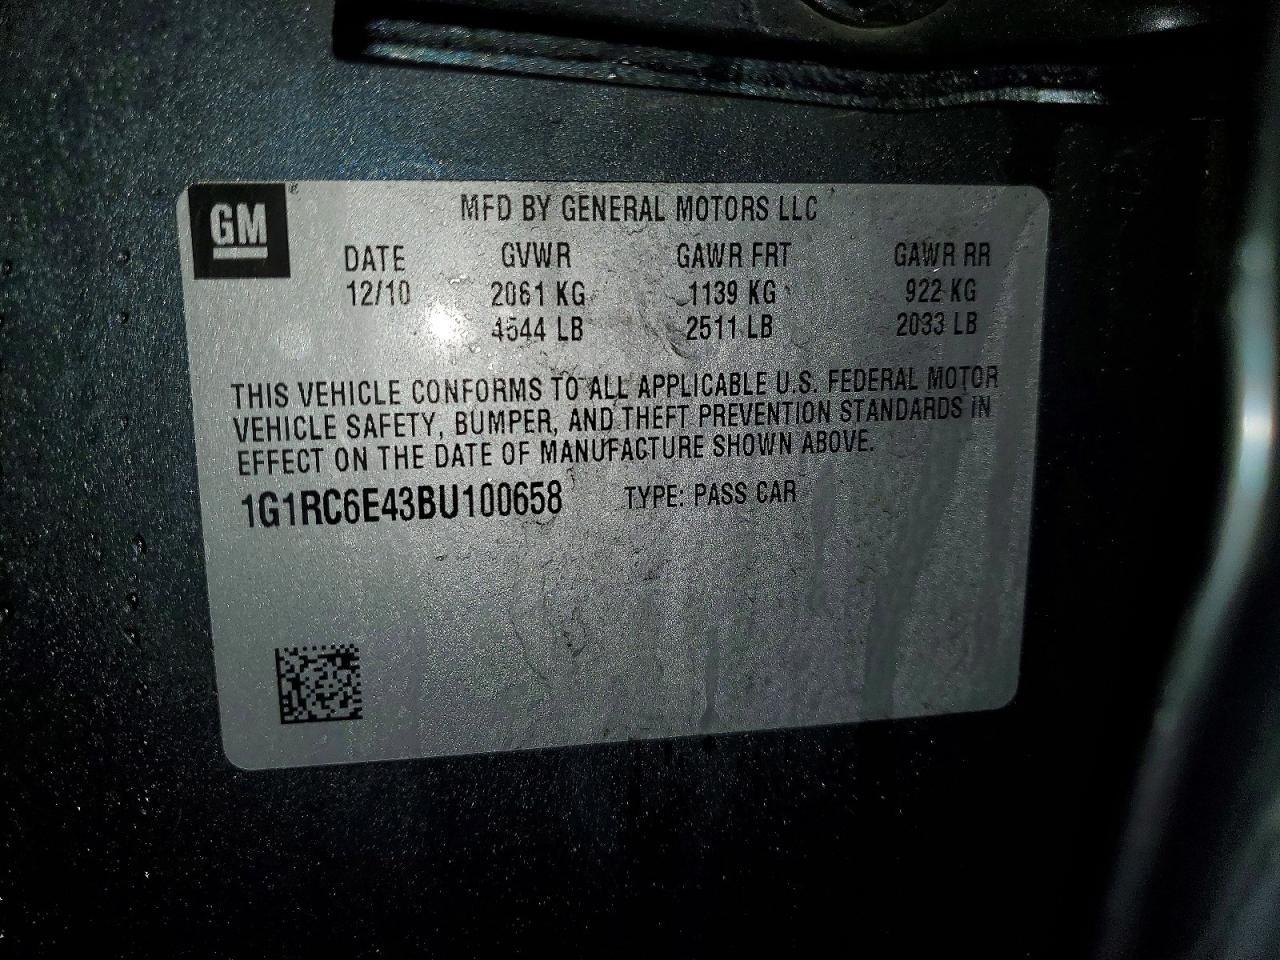 GM
MFD BY GENERAL MOTORS LLC
DATE GVWR GAWR FRT GAWR RR
12/10 2061 KG 1139 KG 922 KG
4544 LB 2511 LB 2033 LB
THIS VEHICLE CONFORMS TO ALL APPLICABLE U.S. FEDERAL MOTOR
VEHICLE SAFETY, BUMPER, AND THEFT PREVENTION STANDARDS IN
EFFECT ON THE DATE OF MANUFACTURE SHOWN ABOVE.
1G1RC6E43BU100658 TYPE: PASS CAR